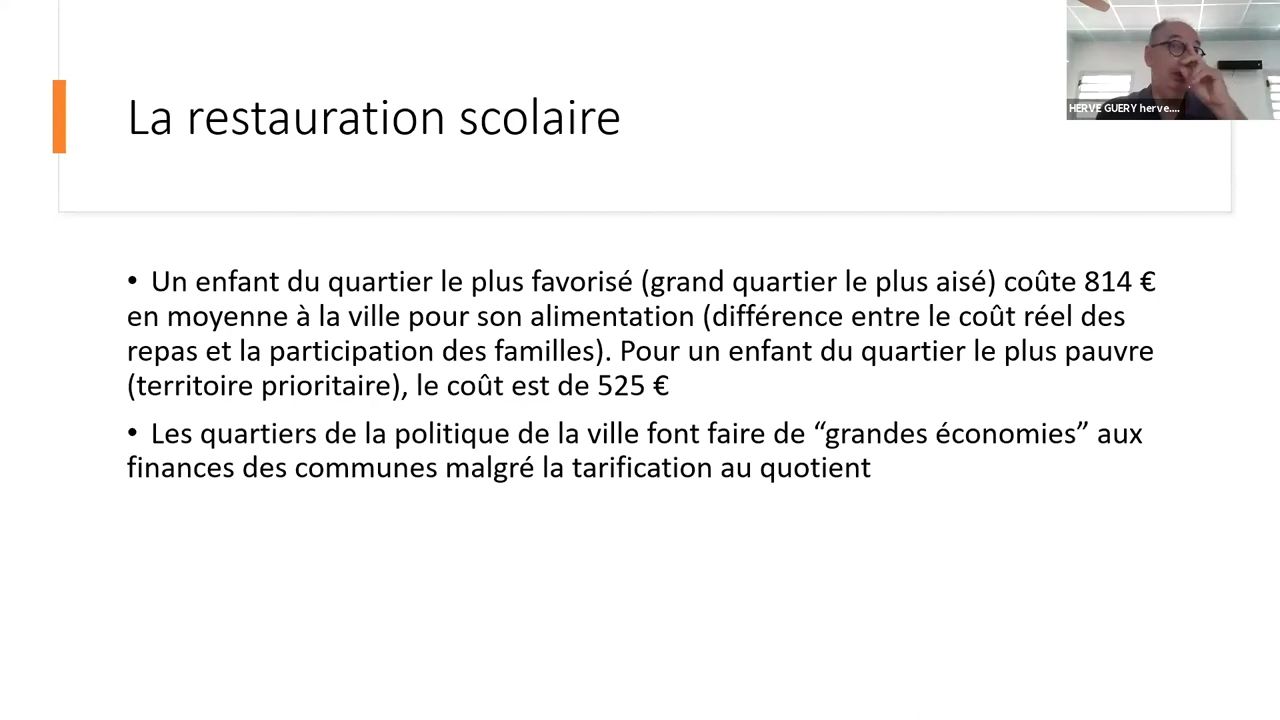 HERVE GUERY herve....
La restauration scolaire
• Un enfant du quartier le plus favorisé (grand quartier le plus aisé) coûte 814 €
en moyenne à la ville pour son alimentation (différence entre le coût réel des
repas et la participation des familles). Pour un enfant du quartier le plus pauvre
(territoire prioritaire), le coût est de 525 €
• Les quartiers de la politique de la ville font faire de “grandes économies” aux
finances des communes malgré la tarification au quotient